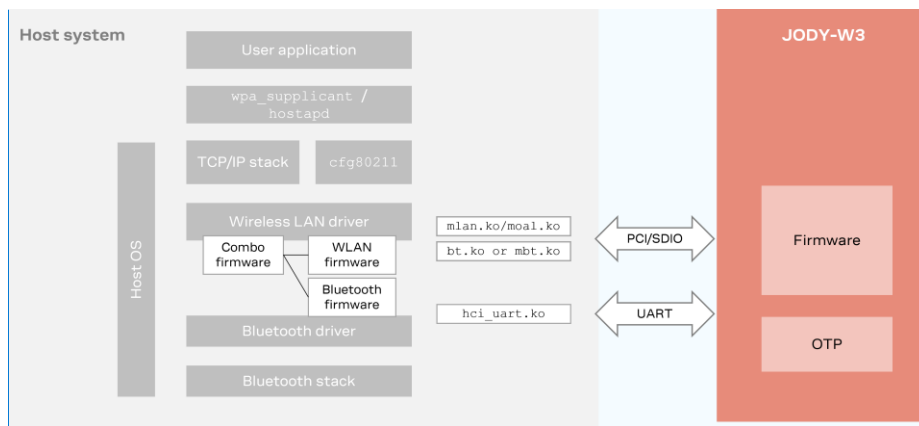 Host system
JODY-W3
User application
wpa_supplicant /
hostapd
TCP/IP stack
cfg80211
Host OS
Wireless LAN driver
Combo
firmware
WLAN
firmware
Bluetooth
firmware
mlan.ko/moal.ko
bt.ko or mbt.ko
PCI/SDIO
Firmware
hci_uart.ko
UART
Bluetooth driver
OTP
Bluetooth stack